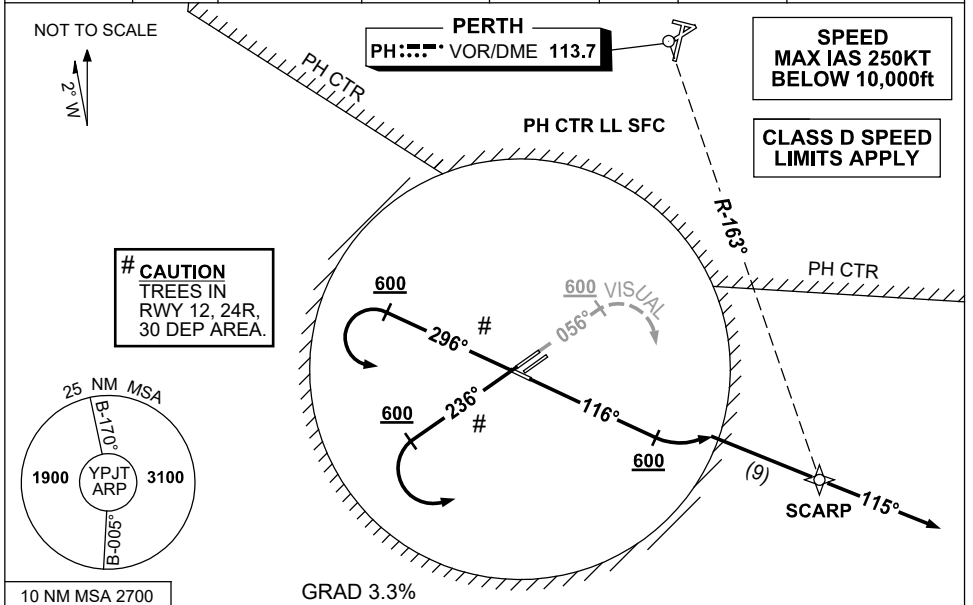 NOT TO SCALE
2° W
PH CTR
PERTH
PH VOR/DME 113.7
SPEED
MAX IAS 250KT
BELOW 10,000ft
PH CTR LL SFC
CLASS D SPEED
LIMITS APPLY
R-163°
PH CTR
# CAUTION
TREES IN
RWY 12, 24R,
30 DEP AREA.
600
296°
#
600 VISUAL
056°
600
236°
#
116°
600
(9)
SCARP
115°
25 NM MSA
B-170°
1900
YPJT
ARP
3100
B-005°
10 NM MSA 2700
GRAD 3.3%